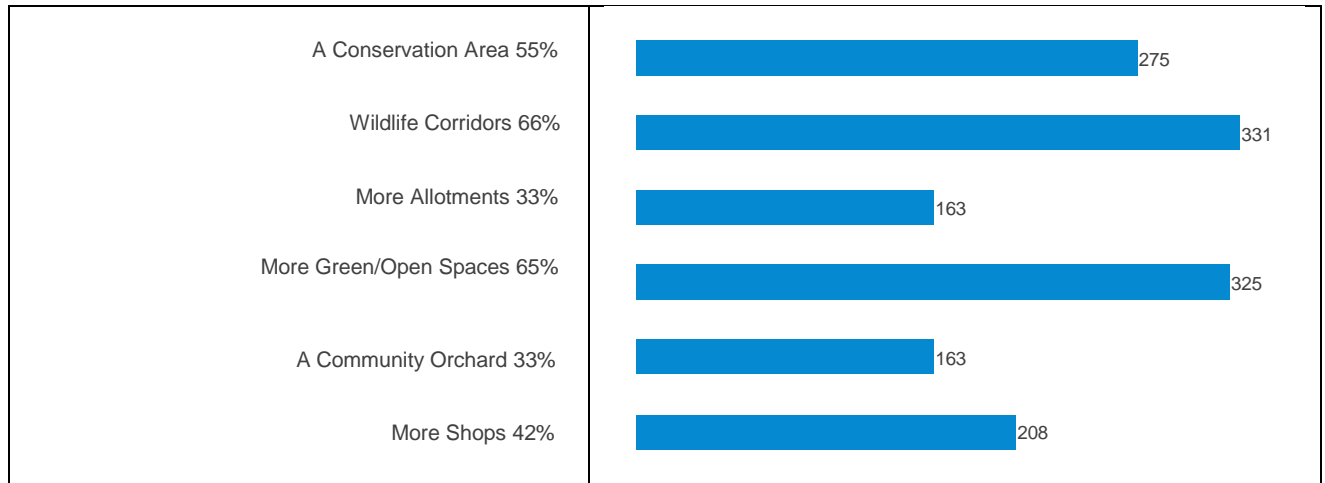 A Conservation Area 55% 275
Wildlife Corridors 66% 331
More Allotments 33% 163
More Green/Open Spaces 65% 325
A Community Orchard 33% 163
More Shops 42% 208